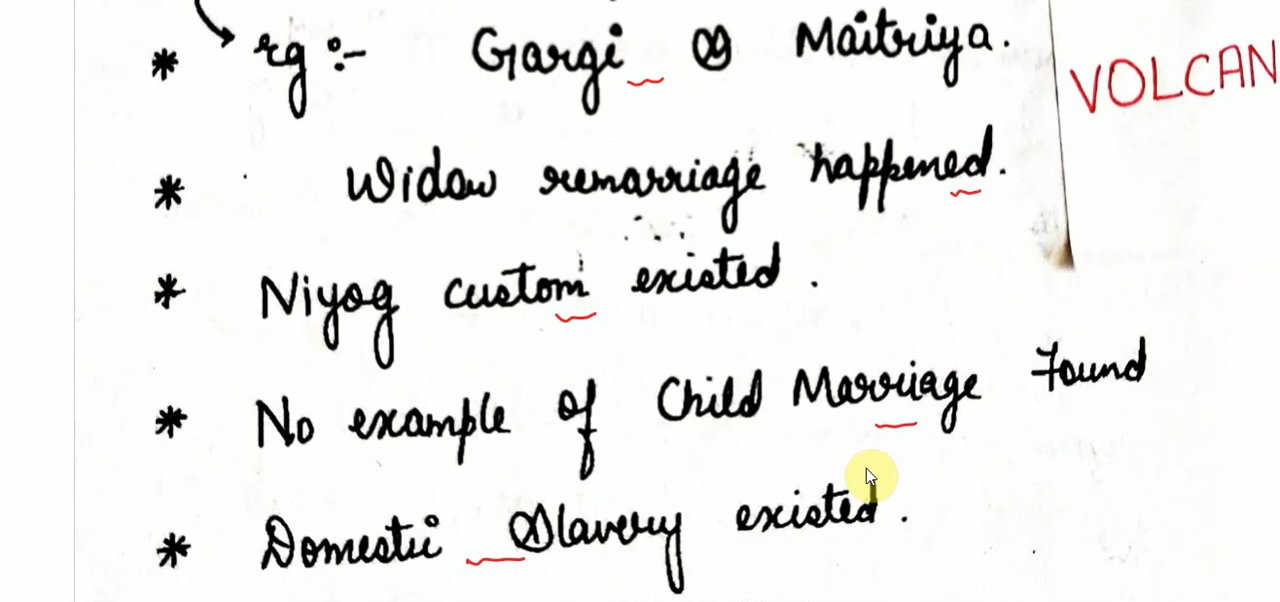 * eg :- Gargi & Maitriya.
VOLCAN
* Widow remarriage happened.
* Niyog custom existed.
* No example of Child Marriage found
* Domestic Slavery existed.